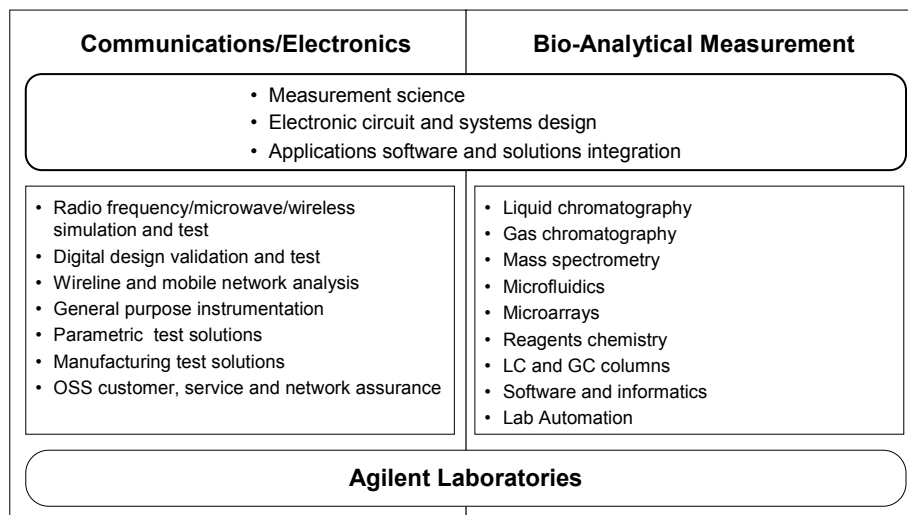 Communications/Electronics
Bio-Analytical Measurement
• Measurement science
• Electronic circuit and systems design
• Applications software and solutions integration
• Radio frequency/microwave/wireless
simulation and test
• Digital design validation and test
• Wireline and mobile network analysis
• General purpose instrumentation
• Parametric test solutions
• Manufacturing test solutions
• OSS customer, service and network assurance
• Liquid chromatography
• Gas chromatography
• Mass spectrometry
• Microfluidics
• Microarrays
• Reagents chemistry
• LC and GC columns
• Software and informatics
• Lab Automation
Agilent Laboratories